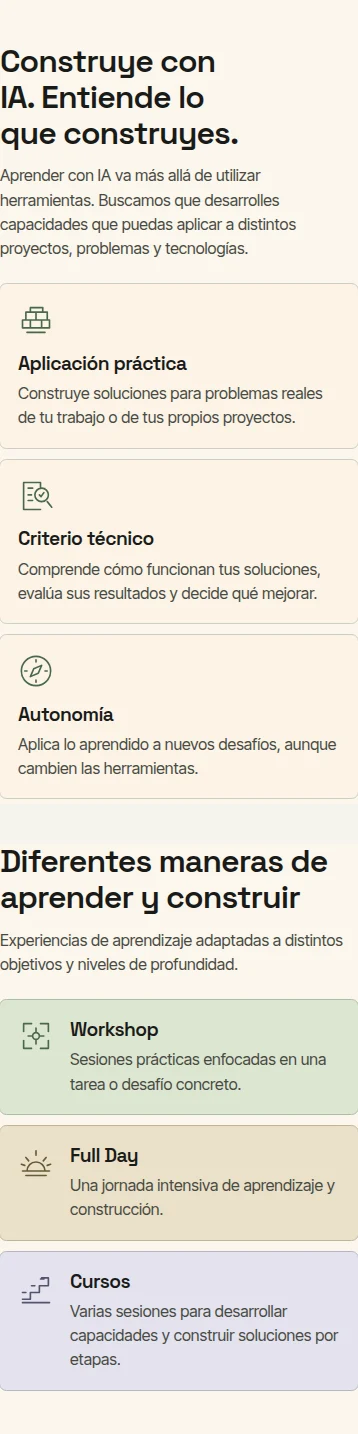 Construye con
IA. Entiende lo
que construyes.
Aprender con IA va más allá de utilizar
herramientas. Buscamos que desarrolles
capacidades que puedas aplicar a distintos
proyectos, problemas y tecnologías.
Aplicación práctica
Construye soluciones para problemas reales
de tu trabajo o de tus propios proyectos.
Criterio técnico
Comprende cómo funcionan tus soluciones,
evalúa sus resultados y decide qué mejorar.
Autonomía
Aplica lo aprendido a nuevos desafíos, aunque
cambien las herramientas.
Diferentes maneras de
aprender y construir
Experiencias de aprendizaje adaptadas a distintos
objetivos y niveles de profundidad.
Workshop
Sesiones prácticas enfocadas en una
tarea o desafío concreto.
Full Day
Una jornada intensiva de aprendizaje y
construcción.
Cursos
Varias sesiones para desarrollar
capacidades y construir soluciones por
etapas.